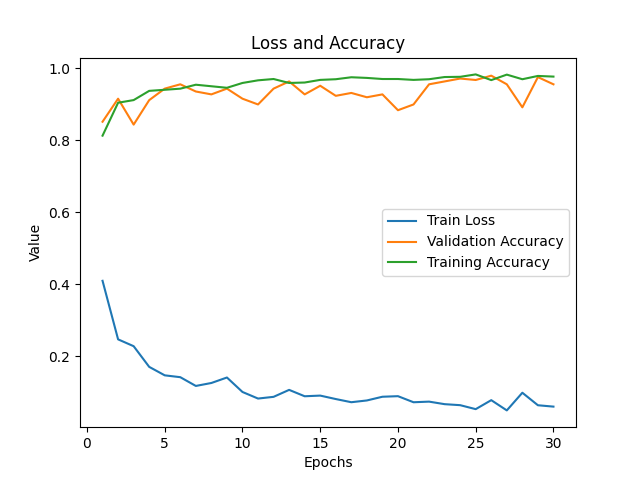 Loss and Accuracy
1.0
0.8
0.6
0.4
0.2
Value
Train Loss
Validation Accuracy
Training Accuracy
0 5 10 15 20 25 30
Epochs